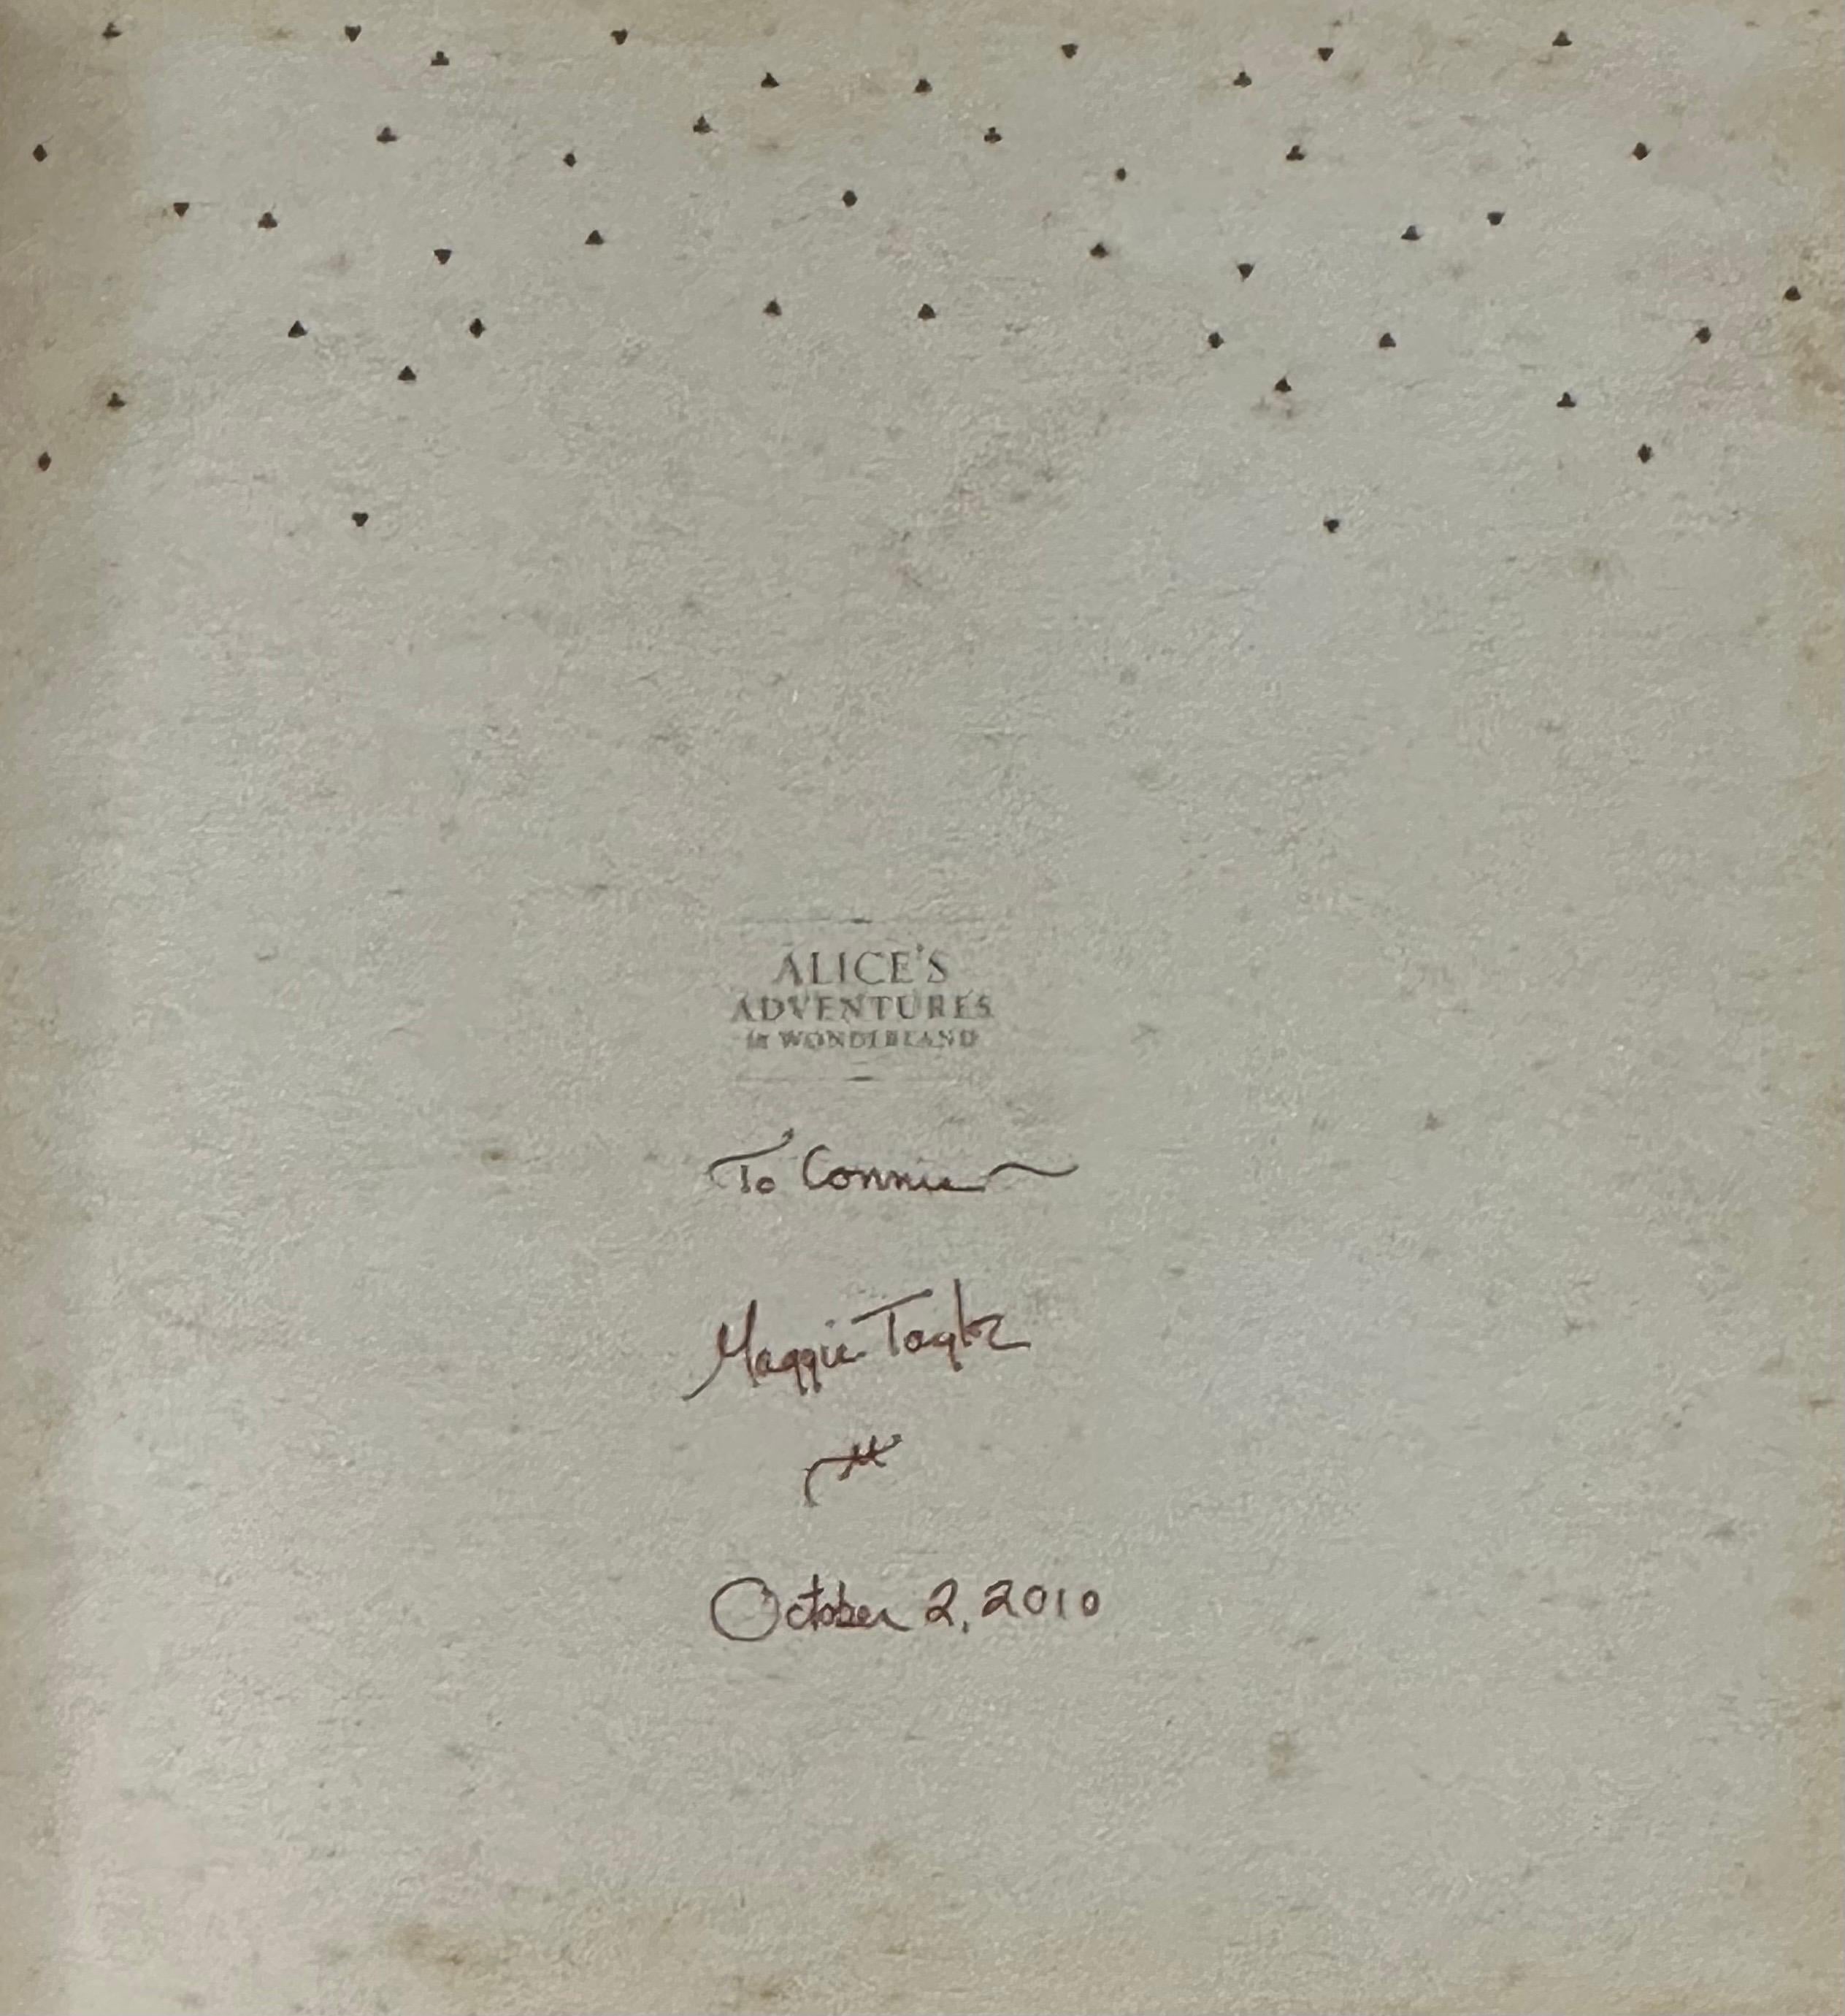 ALICE'S
ADVENTURES
in WONDERLAND
To Connie
Maggie Taylor
October 2, 2010